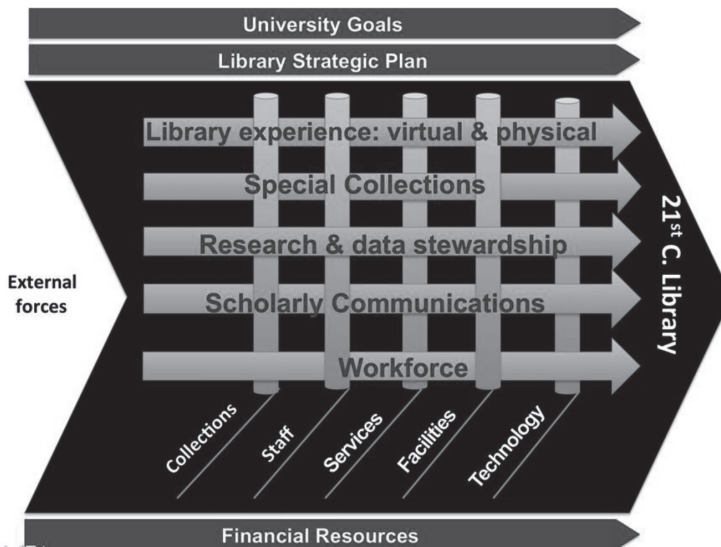 University Goals
Library Strategic Plan
Library experience: virtual & physical
Special Collections
Research & data stewardship
Scholarly Communications
Workforce
External
forces
21st C. Library
Collections
Staff
Services
Facilities
Technology
Financial Resources